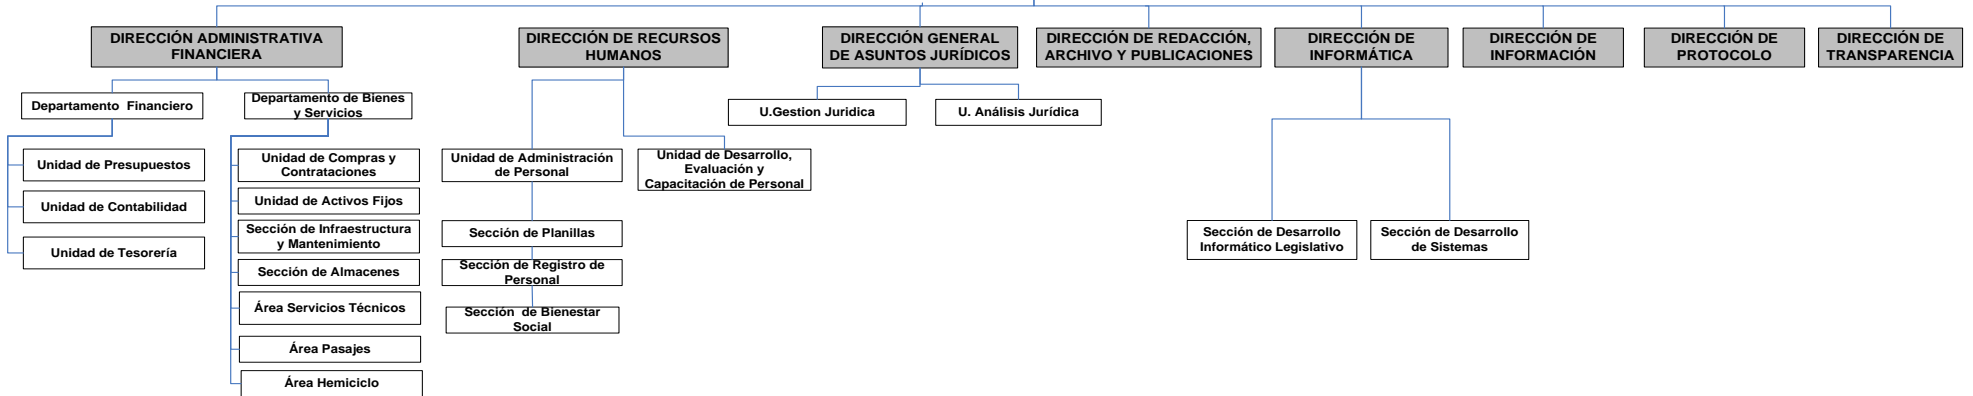 DIRECCIÓN ADMINISTRATIVA
FINANCIERA
DIRECCIÓN DE RECURSOS
HUMANOS
DIRECCIÓN GENERAL
DE ASUNTOS JURÍDICOS
DIRECCIÓN DE REDACCIÓN,
ARCHIVO Y PUBLICACIONES
DIRECCIÓN DE
INFORMÁTICA
DIRECCIÓN DE
INFORMACIÓN
DIRECCIÓN DE
PROTOCOLO
DIRECCIÓN DE
TRANSPARENCIA
Departamento Financiero
Departamento de Bienes
y Servicios
U.Gestion Juridica
U. Análisis Jurídica
Unidad de Presupuestos
Unidad de Contabilidad
Unidad de Tesorería
Unidad de Compras y
Contrataciones
Unidad de Activos Fijos
Sección de Infraestructura
y Mantenimiento
Sección de Almacenes
Área Servicios Técnicos
Área Pasajes
Área Hemiciclo
Unidad de Administración
de Personal
Unidad de Desarrollo,
Evaluación y
Capacitación de Personal
Sección de Planillas
Sección de Registro de
Personal
Sección de Bienestar
Social
Sección de Desarrollo
Informático Legislativo
Sección de Desarrollo
de Sistemas